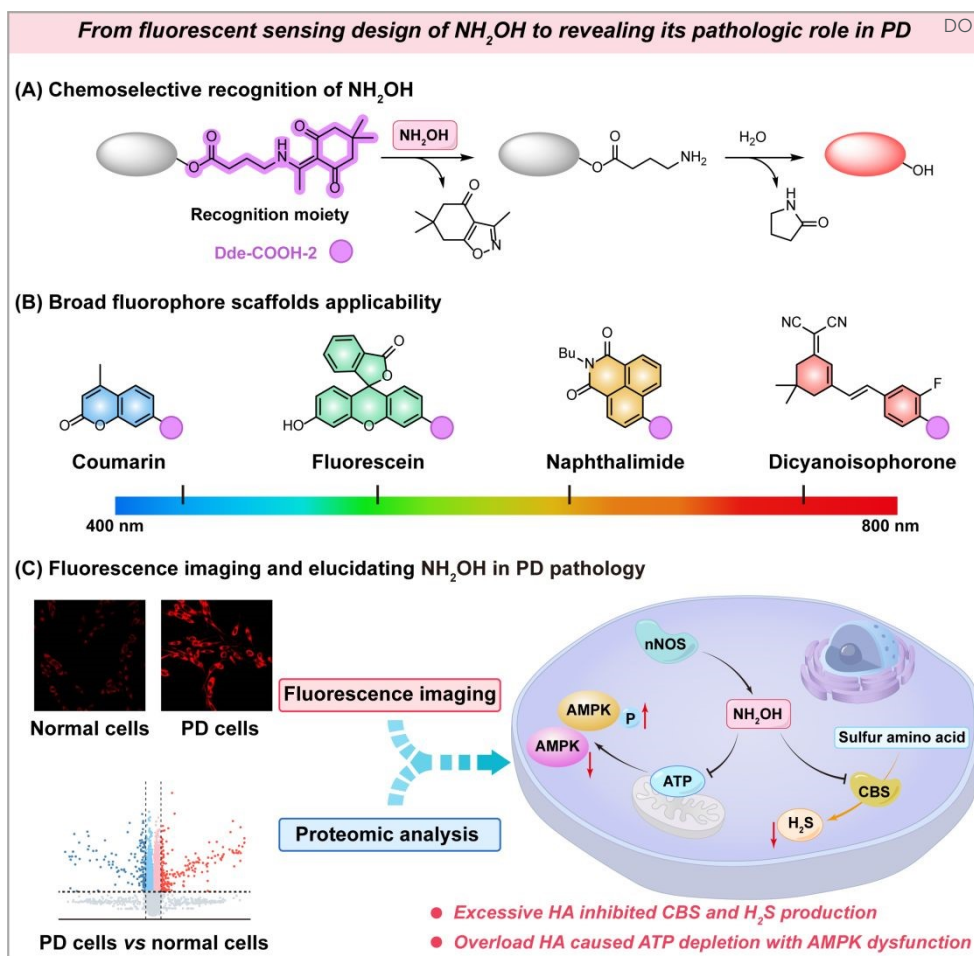 From fluorescent sensing design of NH₂OH to revealing its pathologic role in PD
DO
(A) Chemoselective recognition of NH₂OH
O
O
H
N
O
O
NH₂OH
O
N
O
O
O
NH₂
H₂O
H
N
O
OH
Recognition moiety
Dde-COOH-2
(B) Broad fluorophore scaffolds applicability
O
O
O
O
HO
O
Bu
N
O
O
NC
CN
F
Coumarin
Fluorescein
Naphthalimide
Dicyanoisophorone
400 nm
800 nm
(C) Fluorescence imaging and elucidating NH₂OH in PD pathology
Normal cells
PD cells
Fluorescence imaging
Proteomic analysis
PD cells vs normal cells
nNOS
NH₂OH
AMPK
P
AMPK
ATP
Sulfur amino acid
CBS
H₂S
Excessive HA inhibited CBS and H₂S production
Overload HA caused ATP depletion with AMPK dysfunction